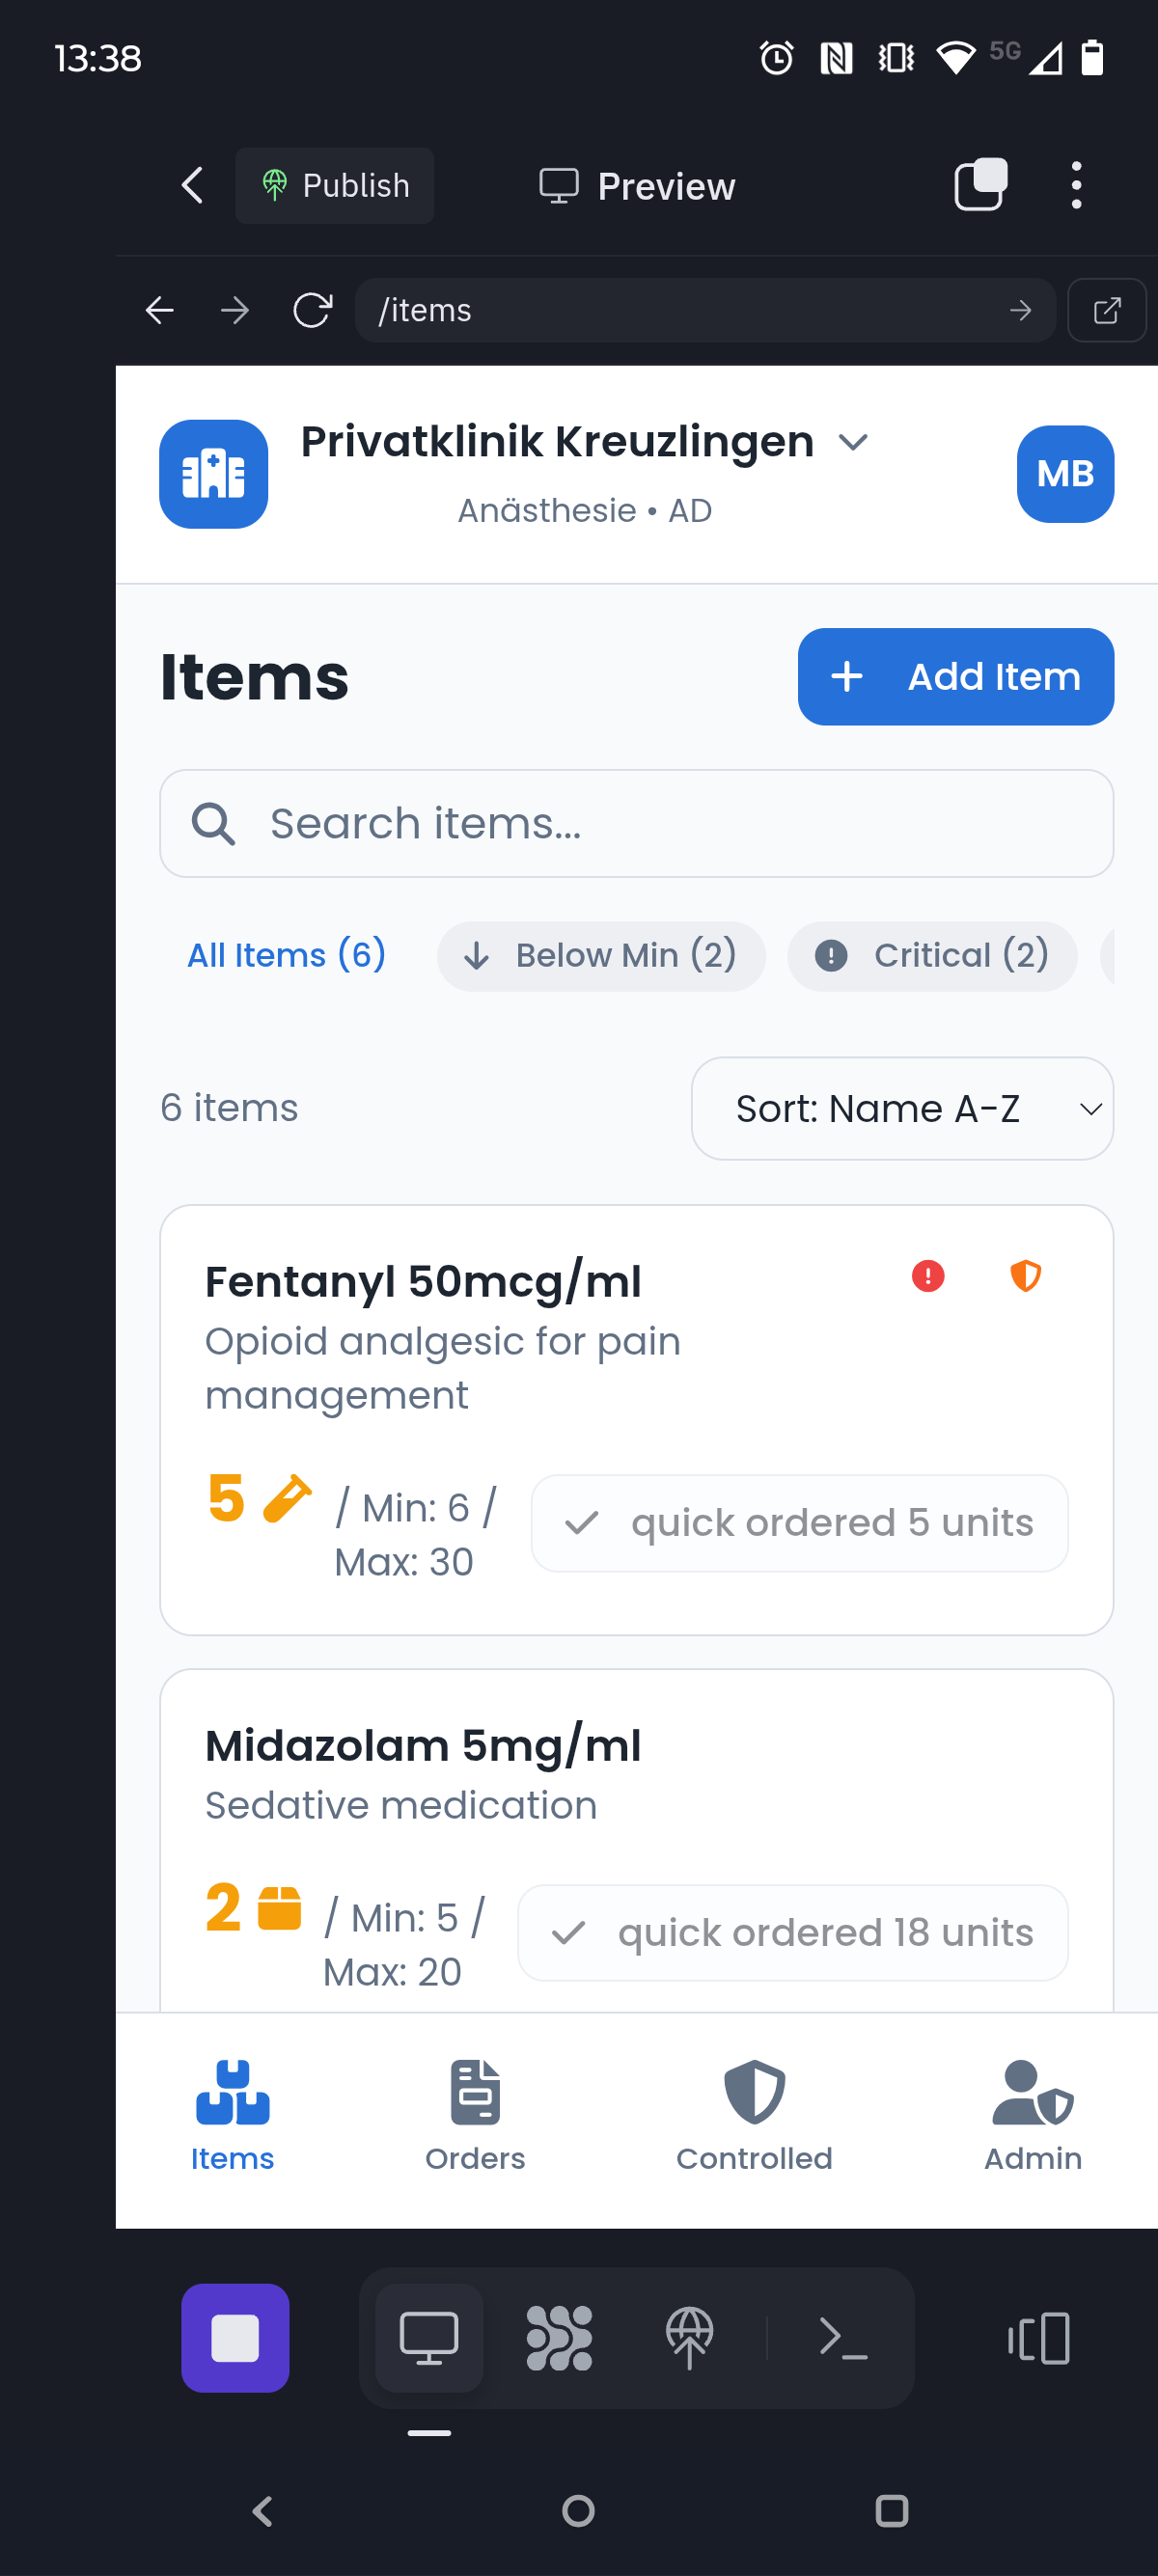 13:38
5G
Publish
Preview
/items
Privatklinik Kreuzlingen
Anästhesie • AD
MB
Items
+ Add Item
Search items...
All Items (6)
Below Min (2)
Critical (2)
6 items
Sort: Name A-Z
Fentanyl 50mcg/ml
Opioid analgesic for pain
management
5 / Min: 6 /
Max: 30
quick ordered 5 units
Midazolam 5mg/ml
Sedative medication
2 / Min: 5 /
Max: 20
quick ordered 18 units
Items
Orders
Controlled
Admin